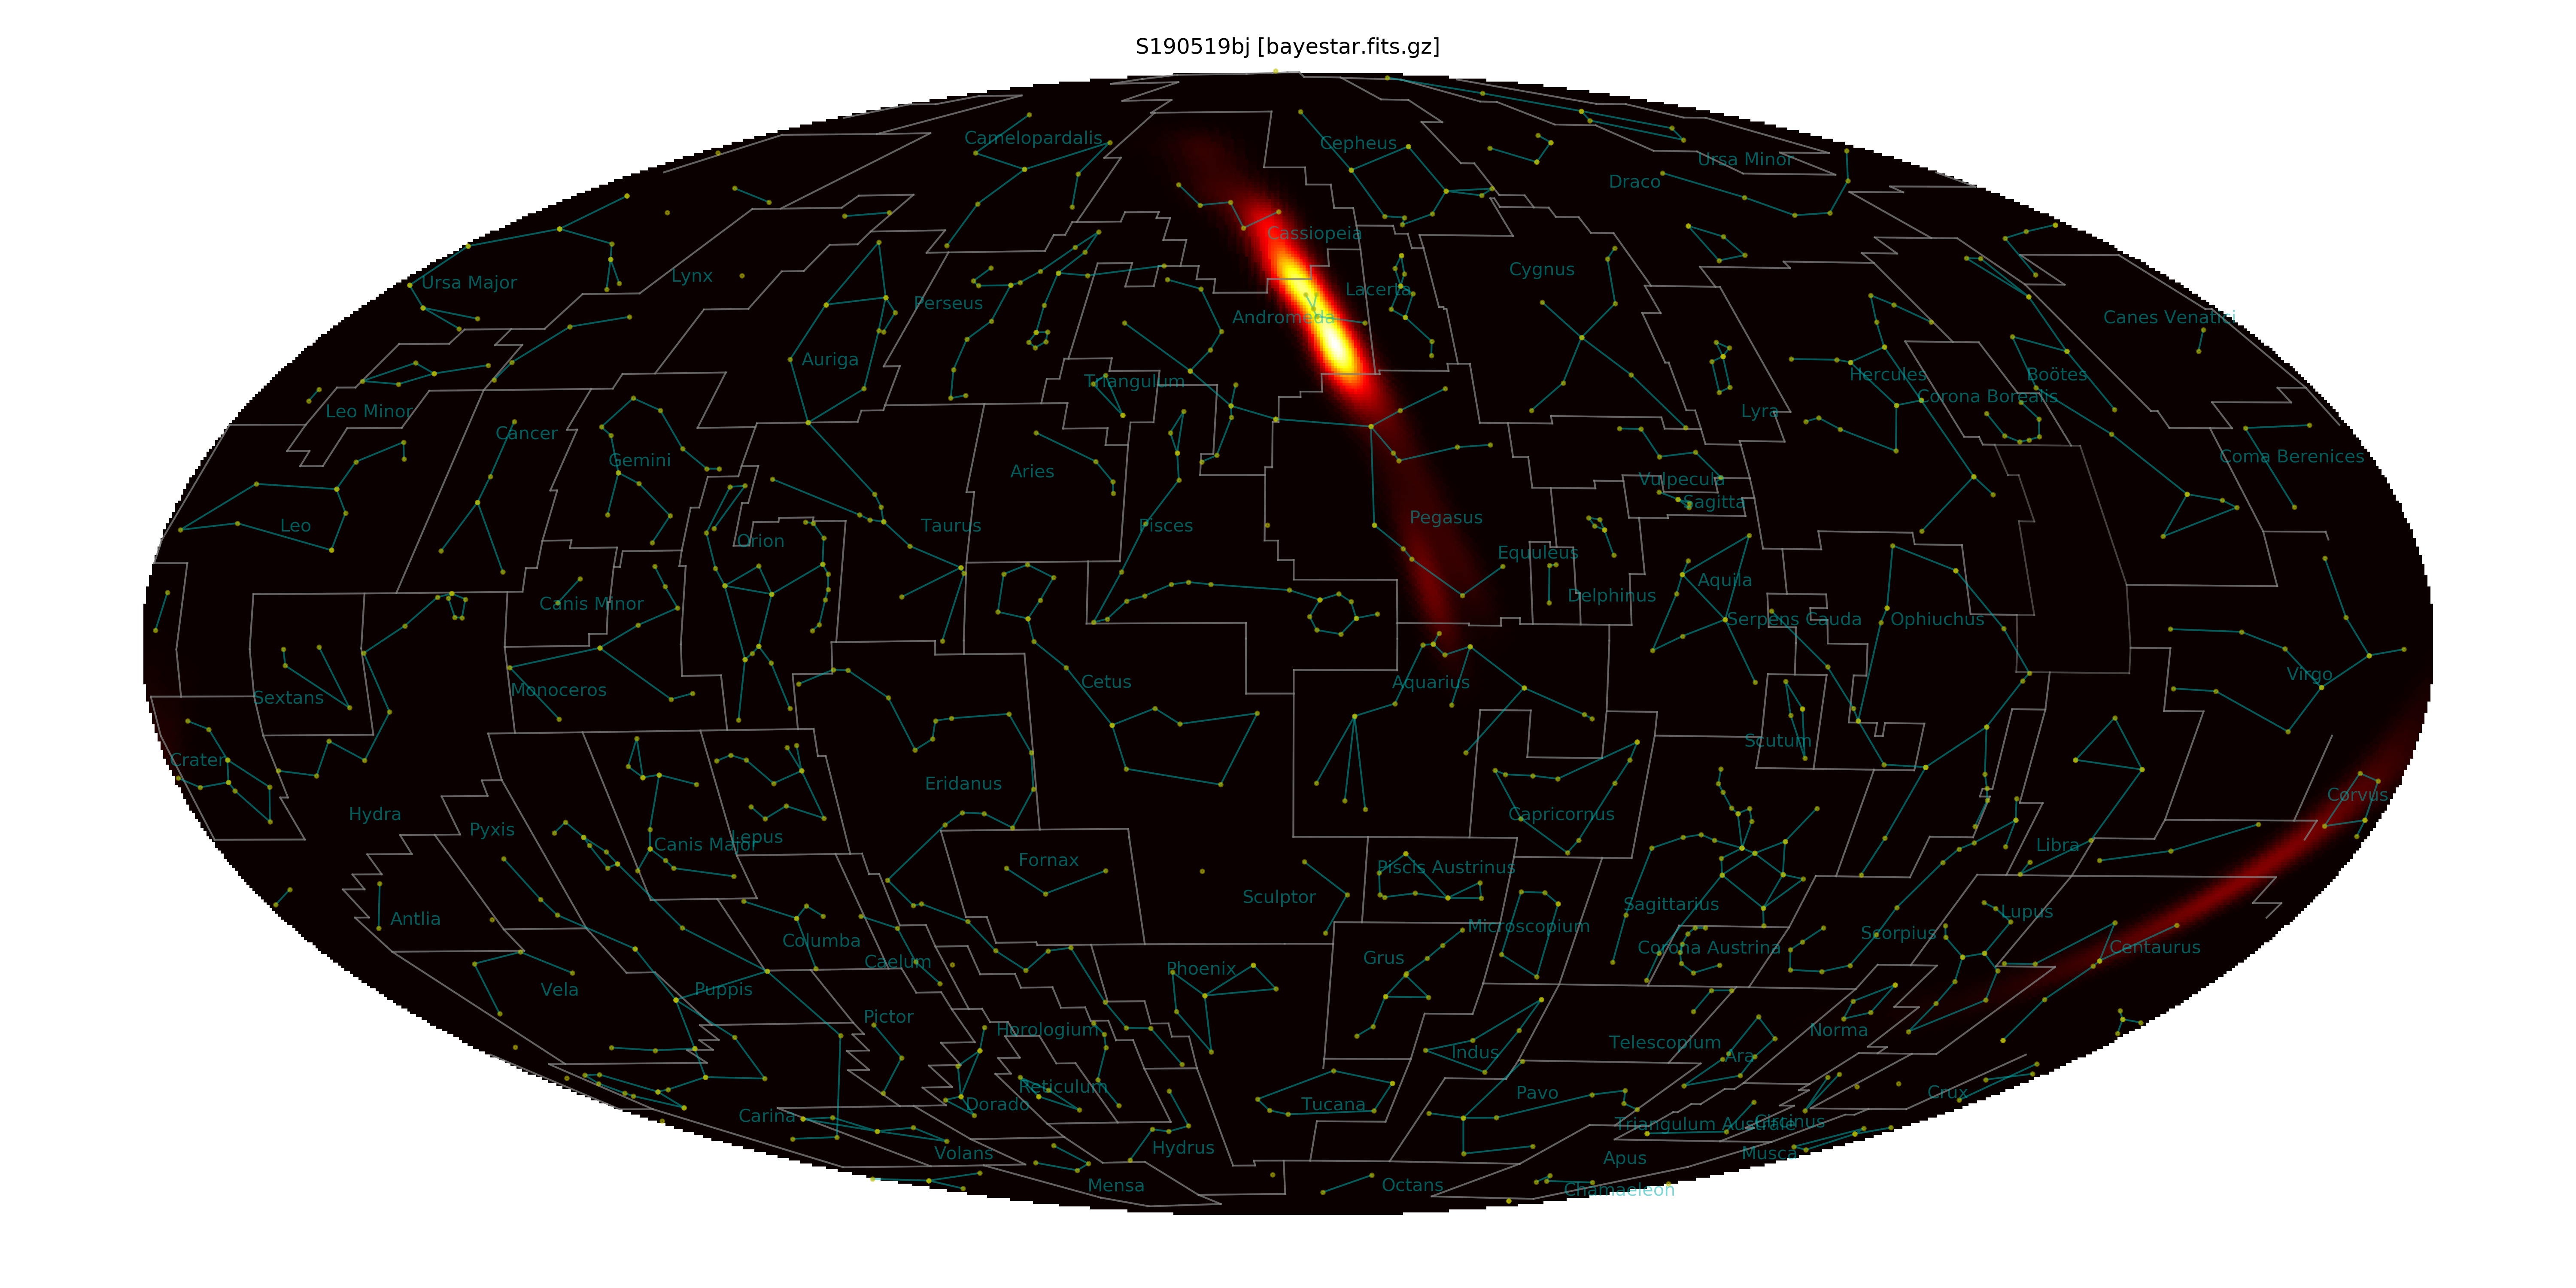 S190519bj [bayestar.fits.gz]
Camelopardalis
Cepheus
Ursa Minor
Draco
Cassiopeia
Cygnus
Lynx
Ursa Major
Lacerta
Perseus
Andromeda
Canes Venatici
Auriga
Hercules
Boötes
Triangulum
Corona Borealis
Leo Minor
Lyra
Cancer
Coma Berenices
Gemini
Aries
Vulpecula
Sagitta
Pegasus
Leo
Taurus
Pisces
Orion
Equuleus
Aquila
Delphinus
Canis Minor
Serpens Cauda
Ophiuchus
Virgo
Cetus
Aquarius
Monoceros
Sextans
Scutum
Crater
Eridanus
Corvus
Hydra
Capricornus
Pyxis
Lepus
Canis Major
Libra
Fornax
Piscis Austrinus
Sculptor
Sagittarius
Lupus
Antlia
Microscopium
Scorpius
Columba
Corona Austrina
Centaurus
Grus
Caelum
Phoenix
Vela
Puppis
Pictor
Horologium
Norma
Telescopium
Indus
Ara
Reticulum
Pavo
Crux
Dorado
Tucana
Carina
Circinus
Triangulum Australe
Hydrus
Volans
Musca
Apus
Mensa
Octans
Chamaeleon